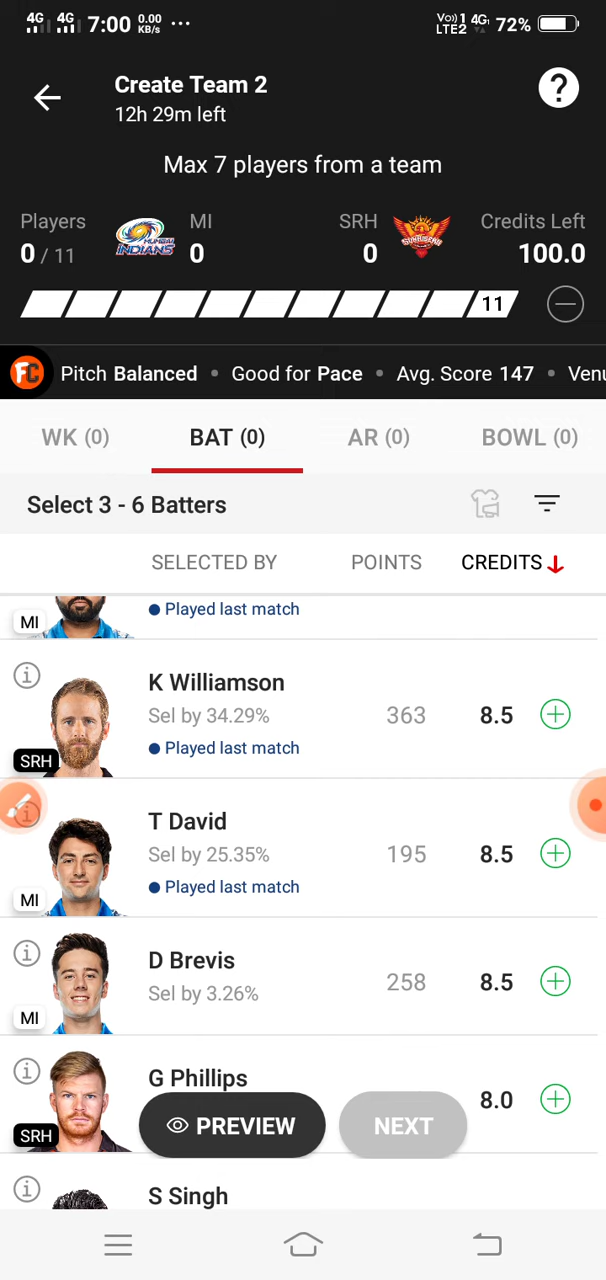 4G 4G 7:00 0.00 KB/s ... Vo)) 1 LTE2 4G 72%
Create Team 2
12h 29m left
?
Max 7 players from a team
Players MI SRH Credits Left
0 / 11 MUMBAI INDIANS 0 0 SUNRISERS 100.0
11
FC Pitch Balanced • Good for Pace • Avg. Score 147 • Venu
WK (0) BAT (0) AR (0) BOWL (0)
Select 3 - 6 Batters
SELECTED BY POINTS CREDITS ↓
MI
Played last match
K Williamson
Sel by 34.29% 363 8.5
Played last match
SRH
T David
Sel by 25.35% 195 8.5
Played last match
MI
D Brevis
Sel by 3.26% 258 8.5
MI
G Phillips
8.0
SRH
PREVIEW NEXT
S Singh